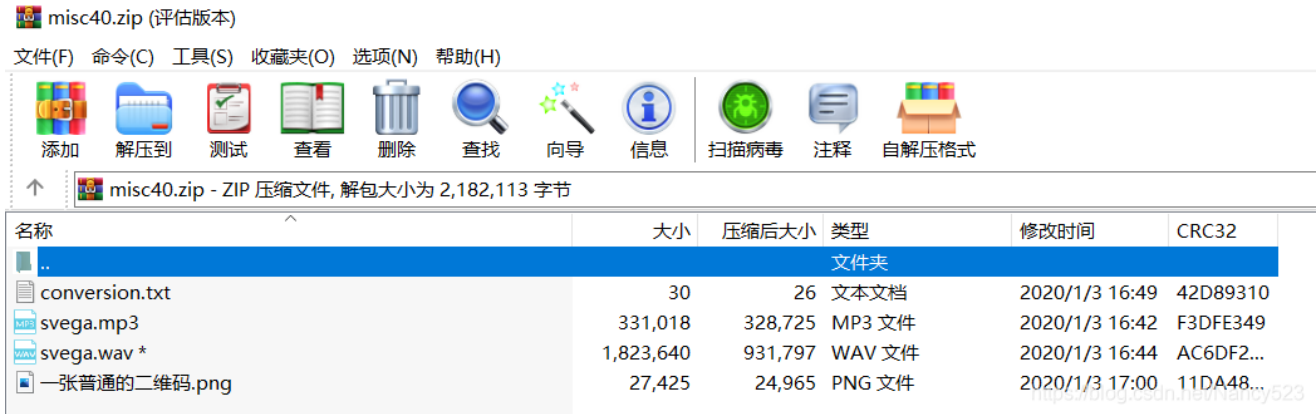 misc40.zip (评估版本)
文件(F) 命令(C) 工具(S) 收藏夹(O) 选项(N) 帮助(H)
添加 解压到 测试 查看 删除 查找 向导 信息 扫描病毒 注释 自解压格式
misc40.zip - ZIP 压缩文件, 解包大小为 2,182,113 字节
名称 大小 压缩后大小 类型 修改时间 CRC32
.. 文件夹
conversion.txt 30 26 文本文档 2020/1/3 16:49 42D89310
svega.mp3 331,018 328,725 MP3 文件 2020/1/3 16:42 F3DFE349
svega.wav * 1,823,640 931,797 WAV 文件 2020/1/3 16:44 AC6DF2...
一张普通的二维码.png 27,425 24,965 PNG 文件 2020/1/3 17:00 11DA48...
https://blog.csdn.net/Nancy523